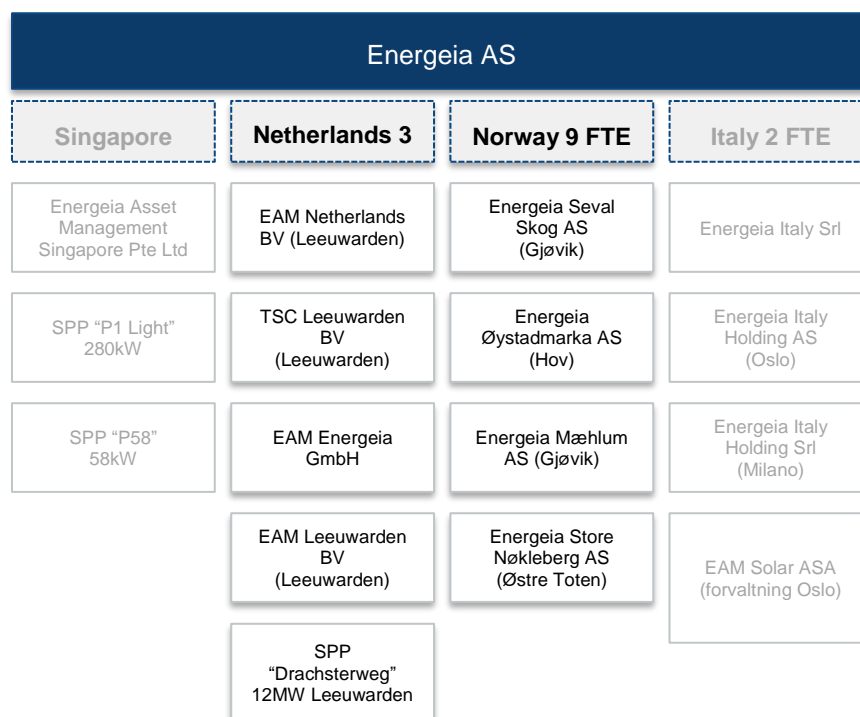 Energeia AS
Singapore
Netherlands 3
Norway 9 FTE
Italy 2 FTE
Energeia Asset
Management
Singapore Pte Ltd
EAM Netherlands
BV (Leeuwarden)
Energeia Seval
Skog AS
(Gjøvik)
Energeia Italy Srl
SPP “P1 Light”
280kW
TSC Leeuwarden
BV
(Leeuwarden)
Energeia
Øystadmarka AS
(Hov)
Energeia Italy
Holding AS
(Oslo)
SPP “P58”
58kW
EAM Energeia
GmbH
Energeia Mæhlum
AS (Gjøvik)
Energeia Italy
Holding Srl
(Milano)
EAM Leeuwarden
BV
(Leeuwarden)
Energeia Store
Nøkleberg AS
(Østre Toten)
EAM Solar ASA
(forvaltning Oslo)
SPP
“Drachsterweg”
12MW Leeuwarden